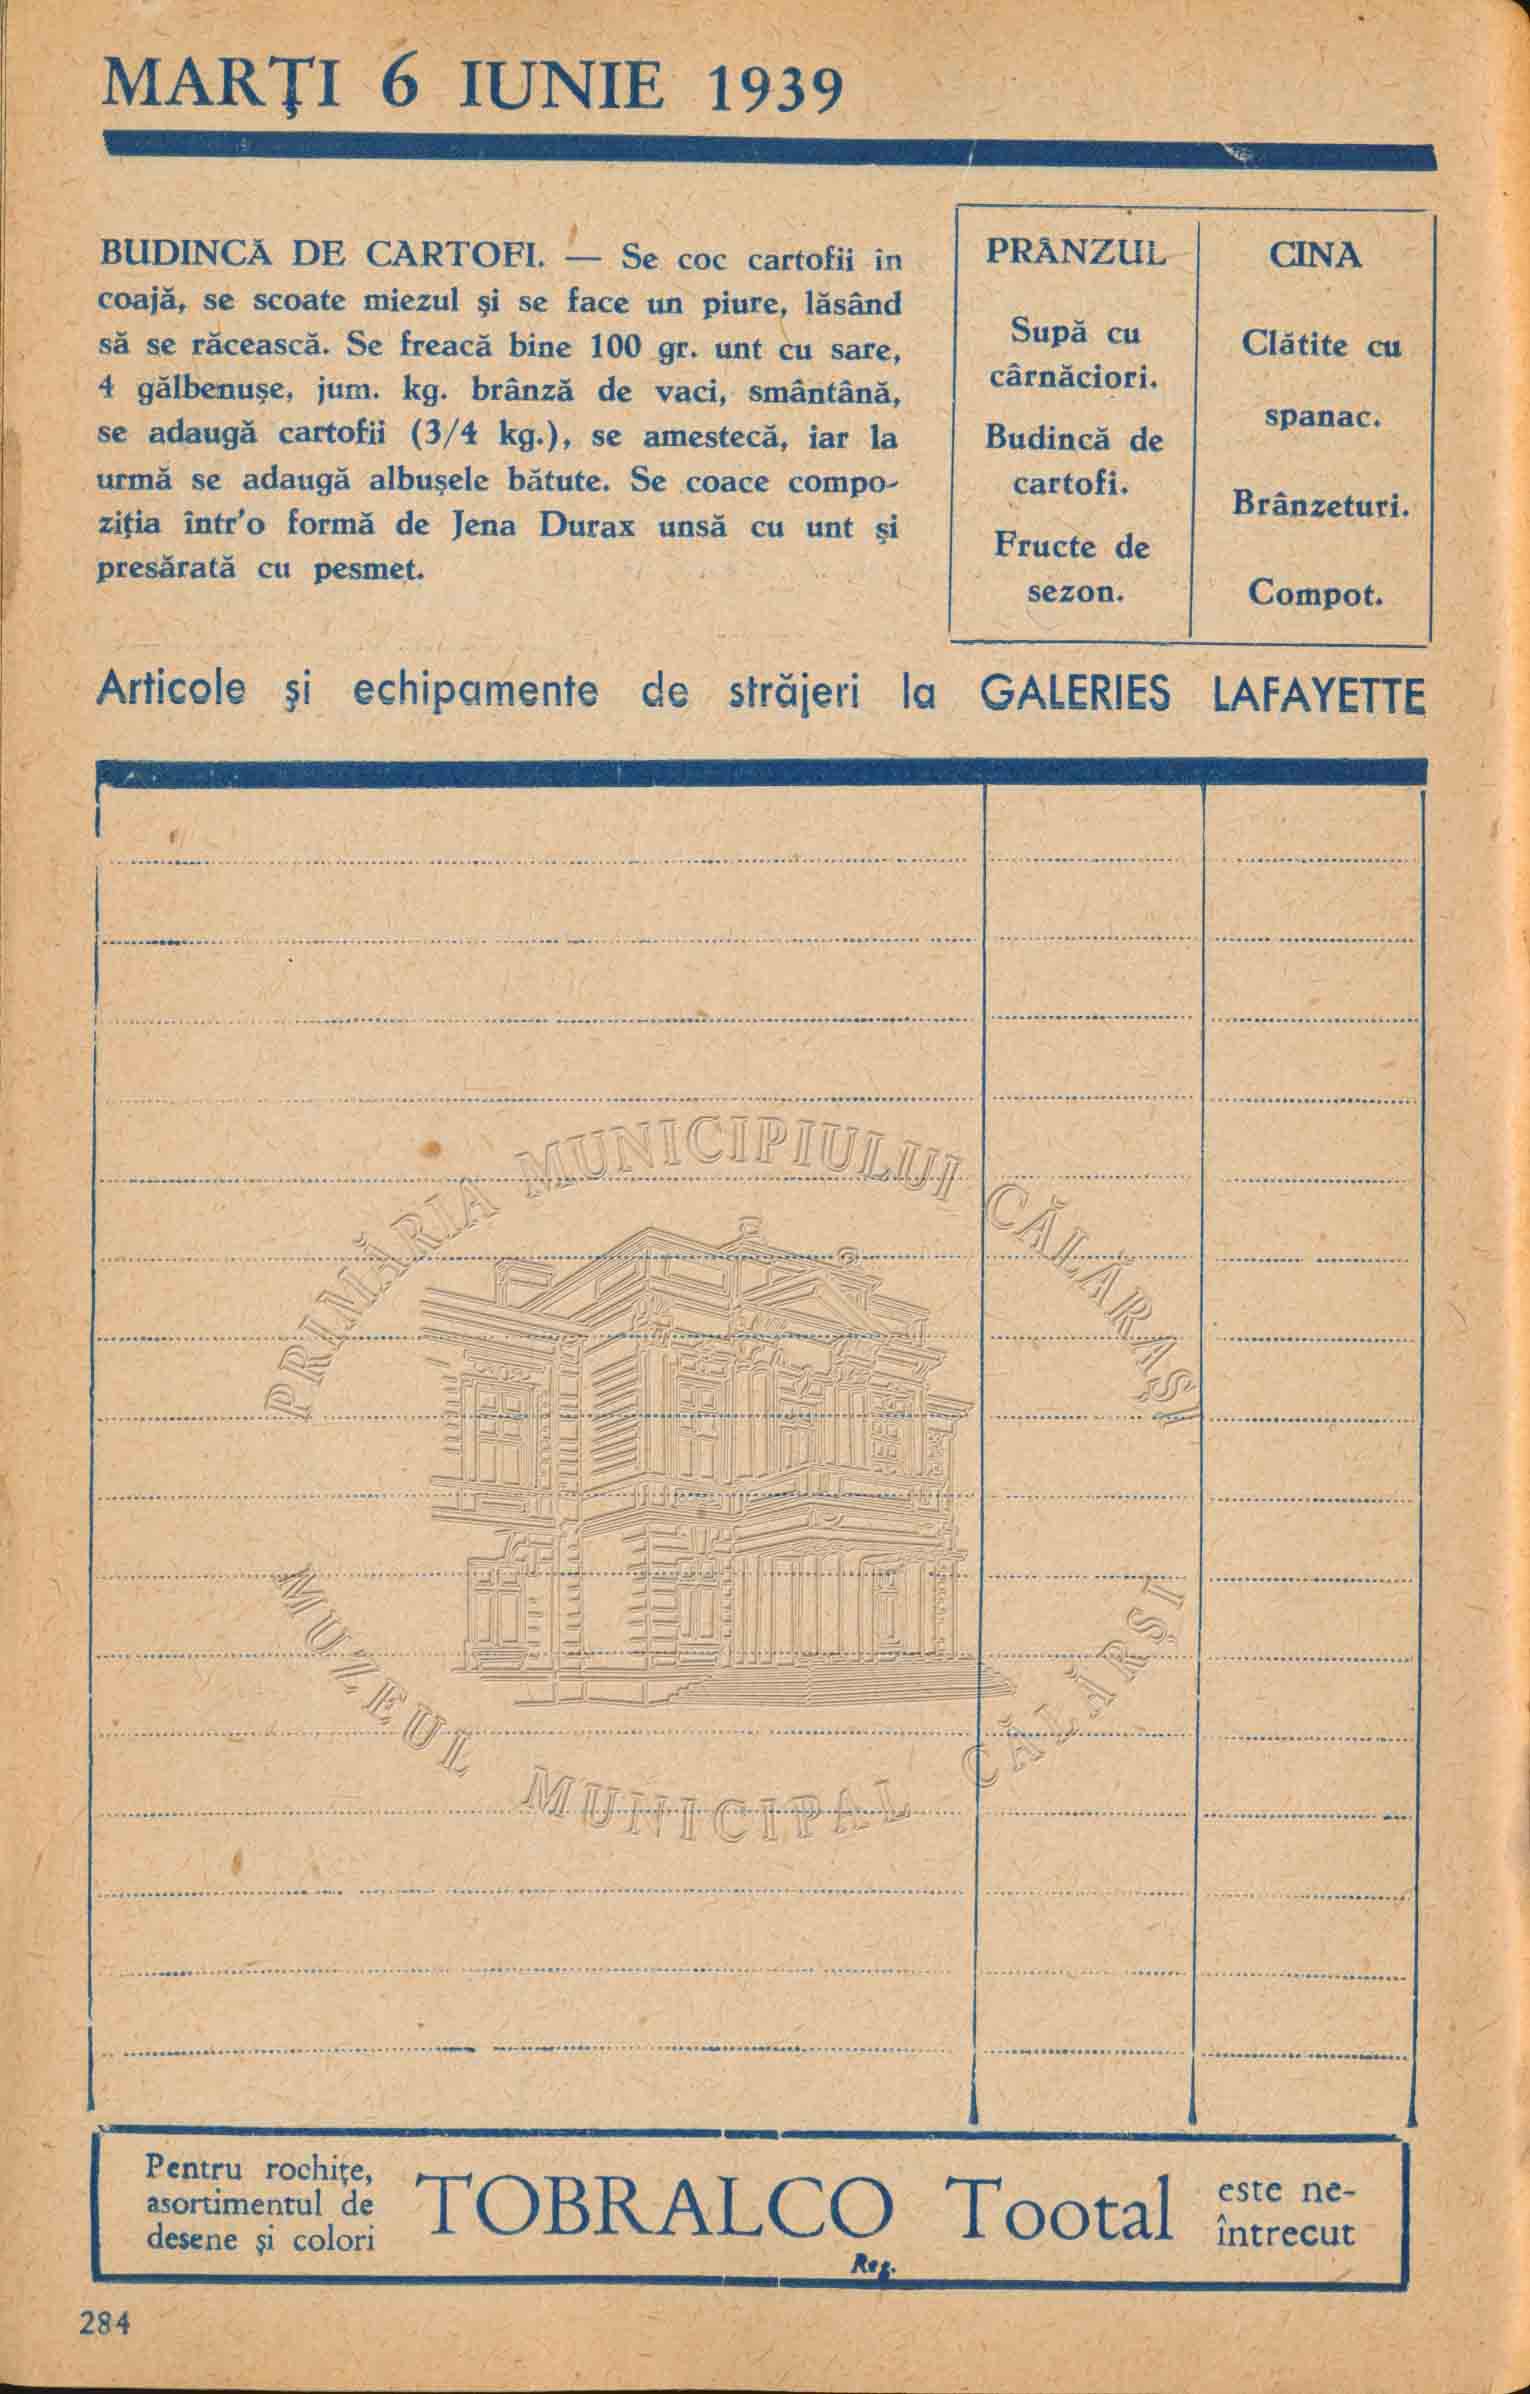 MARŢI 6 IUNIE 1939
BUDINCĂ DE CARTOFI. — Se coc cartofii în
coajă, se scoate miezul şi se face un piure, lăsând
să se răcească. Se freacă bine 100 gr. unt cu sare,
4 gălbenuşe, jum. kg. brânză de vaci, smântână,
se adaugă cartofii (3/4 kg.), se amestecă, iar la
urmă se adaugă albuşele bătute. Se coace compo-
ziţia într'o formă de Jena Durax unsă cu unt şi
presărată cu pesmet.
PRÂNZUL
Supă cu
cârnăciori.
Budincă de
cartofi.
Fructe de
sezon.
CINA
Clătite cu
spanac.
Brânzeturi.
Compot.
Articole şi echipamente de străjeri la GALERIES LAFAYETTE
PRIMĂRIA MUNICIPIULUI CĂLĂRAŞI
MUZEUL MUNICIPAL CĂLĂRȘI
Pentru rochiţe,
asortimentul de
desene şi colori
TOBRALCO Tootal
Reg.
este ne-
întrecut
284